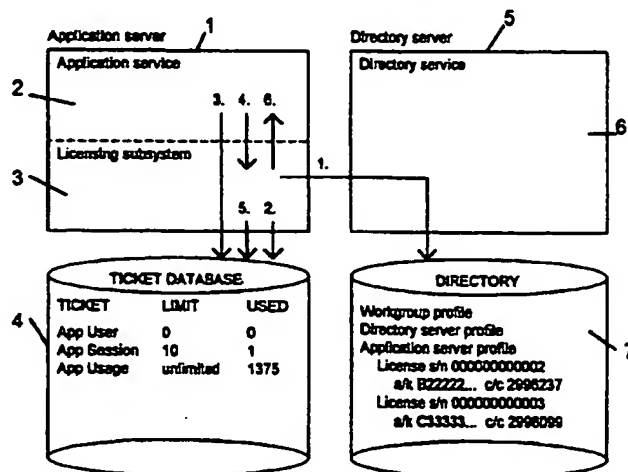 1
5
Application server
Directory server
Application service
Directory service
2
3. 4. 6.
6
Licensing subsystem
1.
3
5. 2.
TICKET DATABASE
DIRECTORY
TICKET LIMIT USED
Workgroup profile
4
App User 0 0
Directory server profile
App Session 10 1
Application server profile
7
App Usage unlimited 1375
License s/n 000000000002
a/k B22222... c/c 2996237
License s/n 000000000003
a/k C33333... c/c 2996099